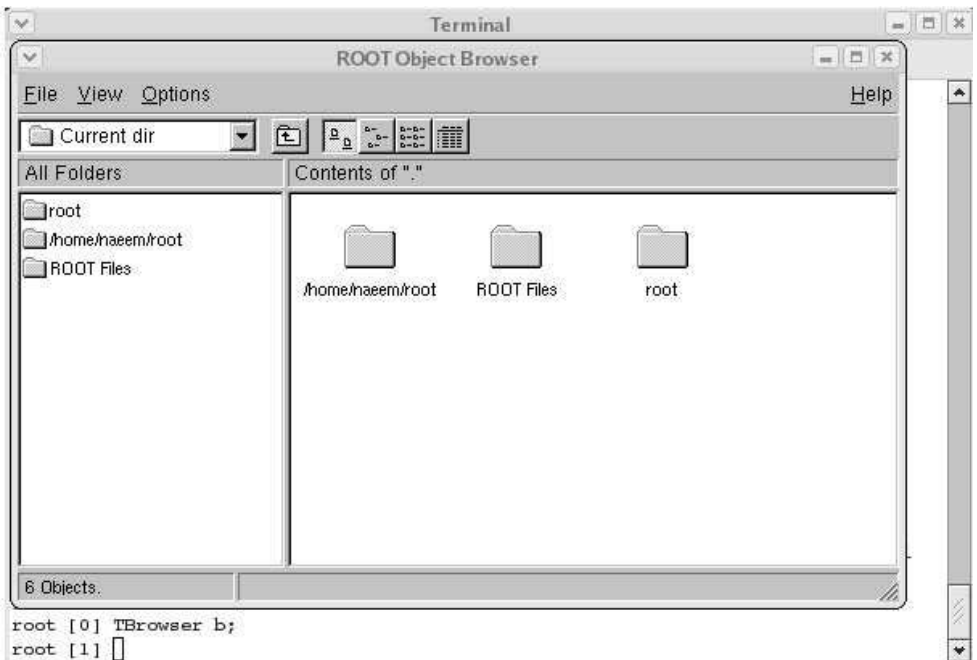 Terminal
ROOT Object Browser
File View Options Help
Current dir
All Folders
Contents of "."
root
/home/naeem/root
ROOT Files
/home/naeem/root ROOT Files root
6 Objects.
root [0] TBrowser b;
root [1]